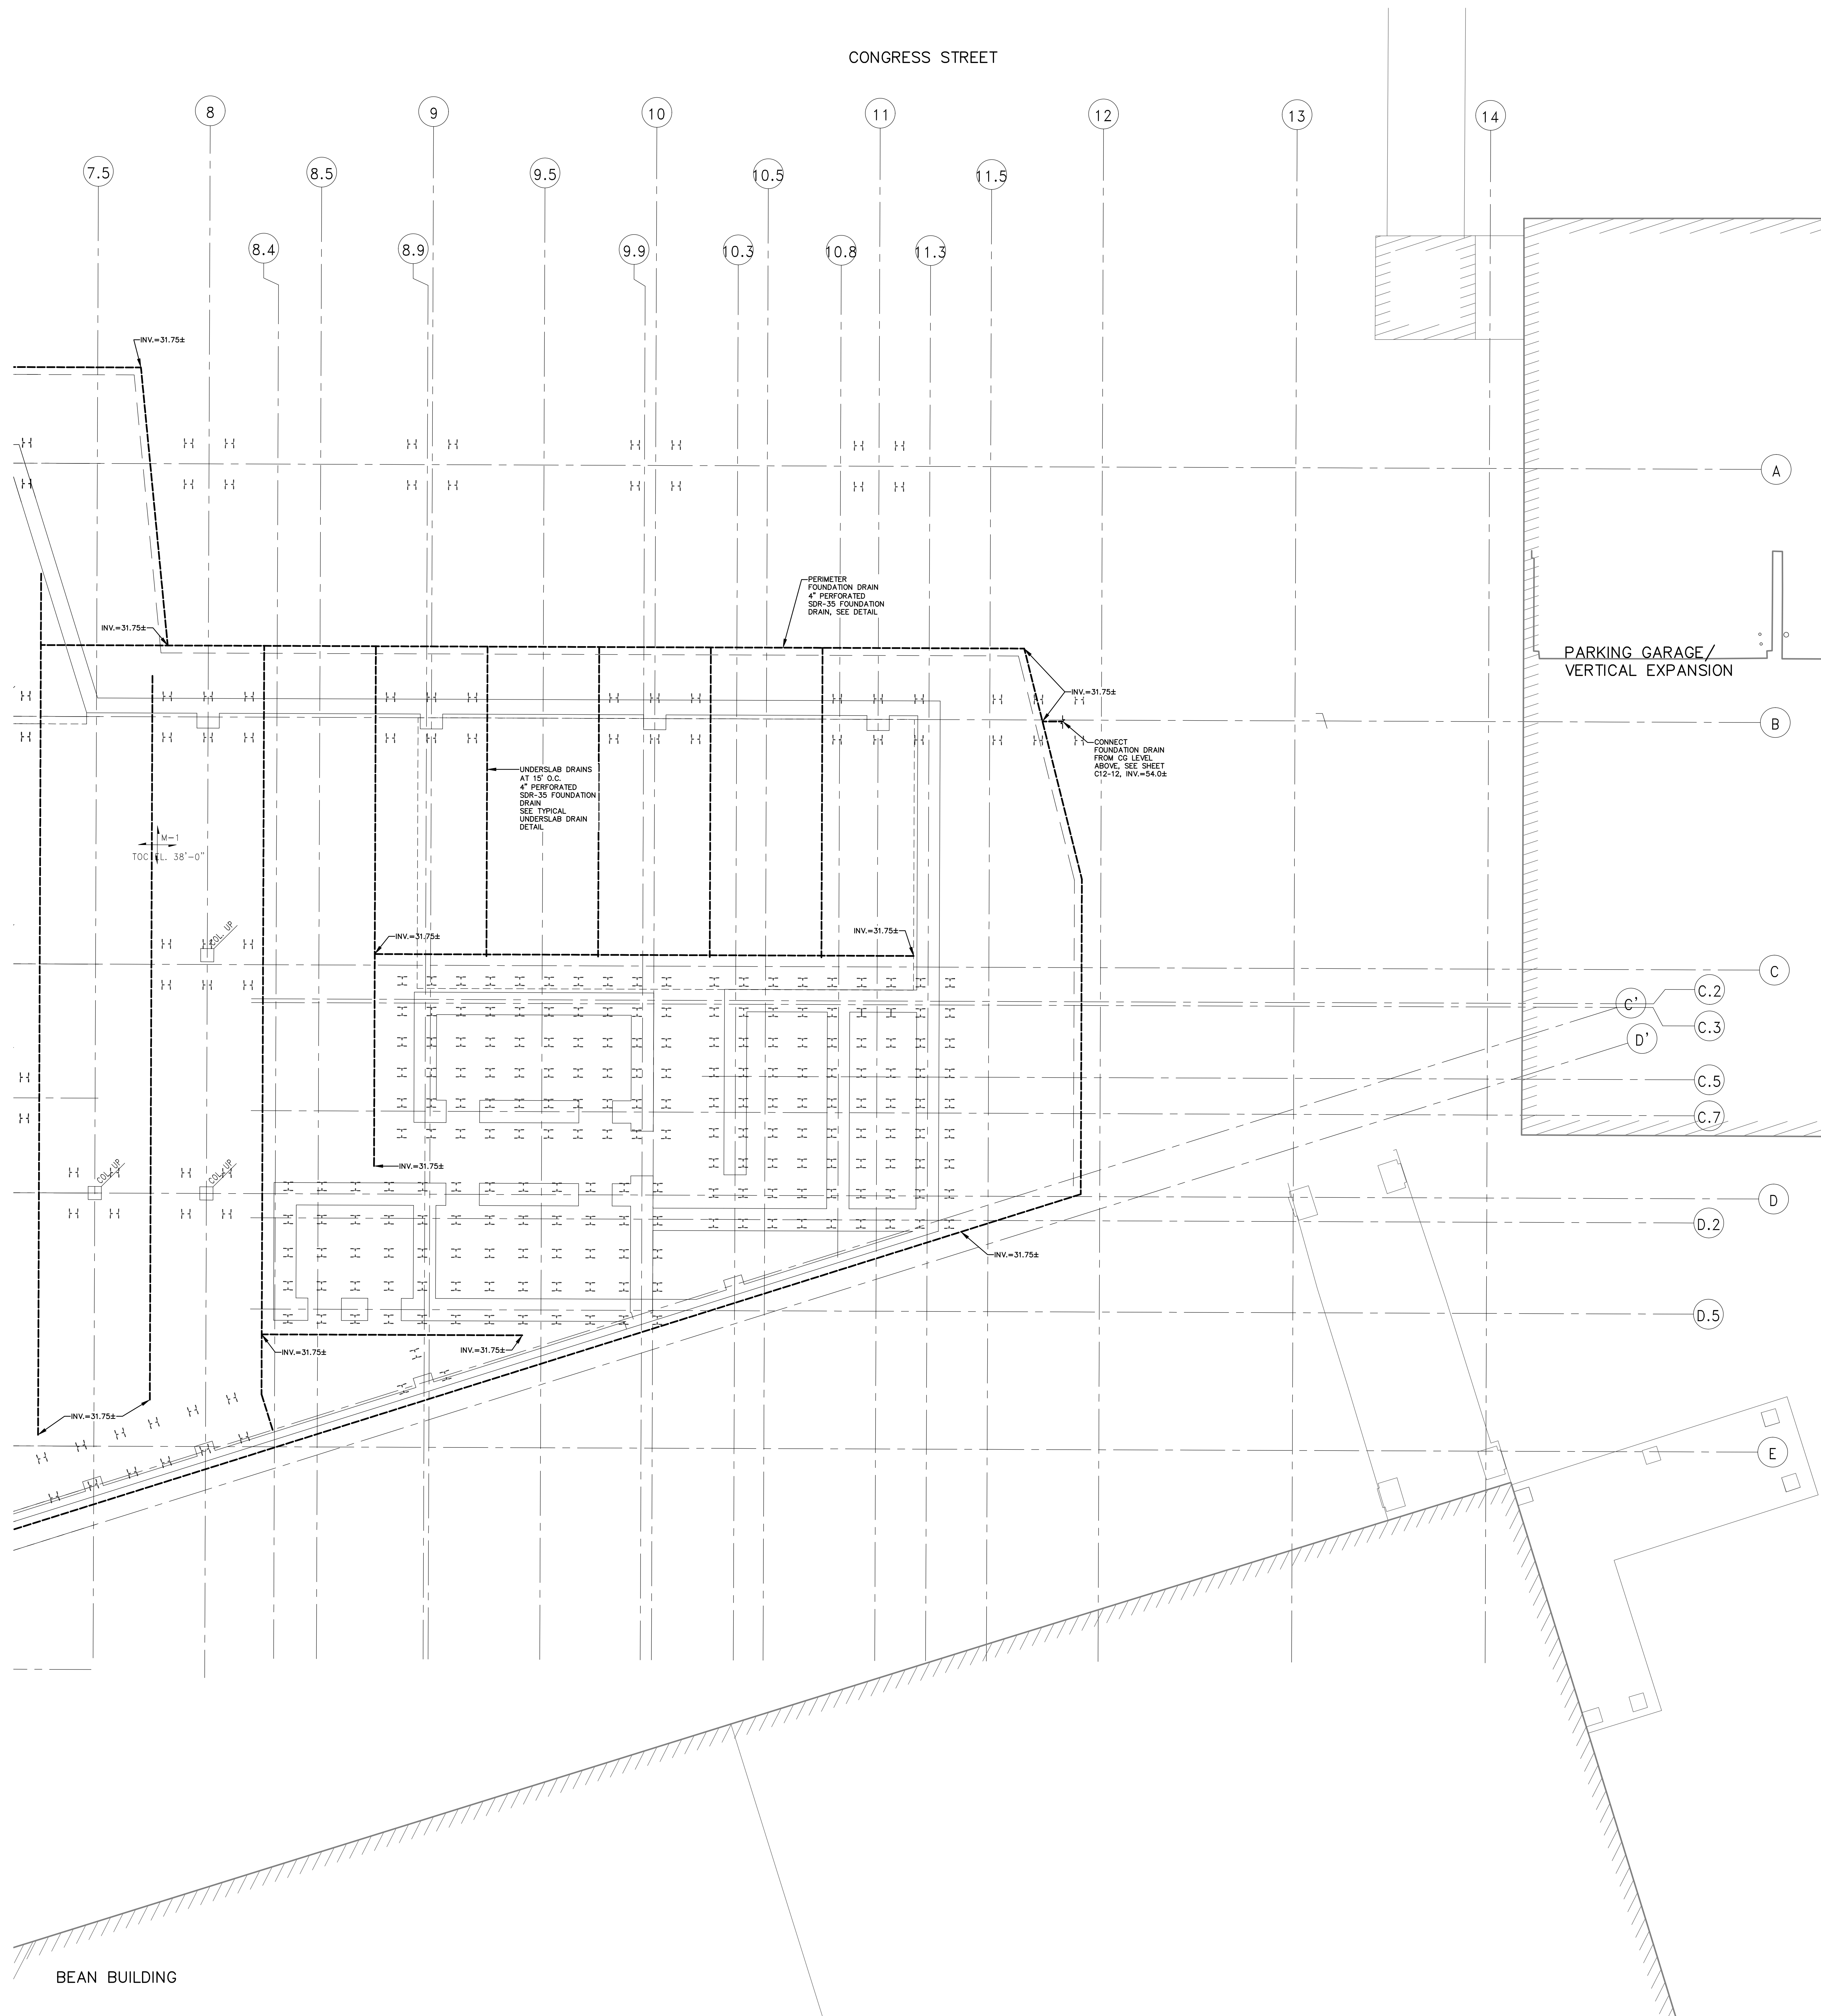 CONGRESS STREET
8
9
10
11
12
13
14
7.5
8.5
9.5
10.5
11.5
8.4
8.9
9.9
10.3
10.8
11.3
INV.=31.75±
A
PERIMETER
FOUNDATION DRAIN
4" PERFORATED
SDR-35 FOUNDATION
DRAIN, SEE DETAIL
INV.=31.75±
PARKING GARAGE/
VERTICAL EXPANSION
INV.=31.75±
B
CONNECT
FOUNDATION DRAIN
FROM CG LEVEL
ABOVE, SEE SHEET
C12-12, INV.=54.0±
UNDERSLAB DRAINS
AT 15' O.C.
4" PERFORATED
SDR-35 FOUNDATION
DRAIN
SEE TYPICAL
UNDERSLAB DRAIN
DETAIL
M-1
TOC EL. 38'-0"
COL. UP
INV.=31.75±
INV.=31.75±
C
C.2
C'
C.3
D'
C.5
C.7
INV.=31.75±
COL. UP
COL. UP
D
D.2
INV.=31.75±
D.5
INV.=31.75±
INV.=31.75±
INV.=31.75±
E
BEAN BUILDING